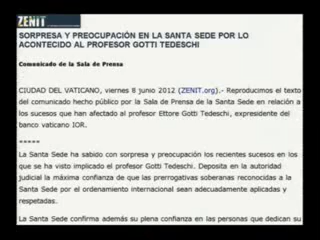 ZENIT
SORPRESA Y PREOCUPACIÓN EN LA SANTA SEDE POR LO
ACONTECIDO AL PROFESOR GOTTI TEDESCHI
Comunicado de la Sala de Prensa
CIUDAD DEL VATICANO, viernes 8 junio 2012 (ZENIT.org).- Reproducimos el texto
del comunicado hecho público por la Sala de Prensa de la Santa Sede en relación a
los sucesos que han afectado al profesor Ettore Gotti Tedeschi, expresidente del
banco vaticano IOR.
*****
La Santa Sede ha sabido con sorpresa y preocupación los recientes sucesos en los
que se ha visto implicado el profesor Gotti Tedeschi. Deposita en la autoridad
judicial la máxima confianza de que las prerrogativas soberanas reconocidas a la
Santa Sede por el ordenamiento internacional sean adecuadamente aplicadas y
respetadas.
La Santa Sede confirma además su plena confianza en las personas que dedican su